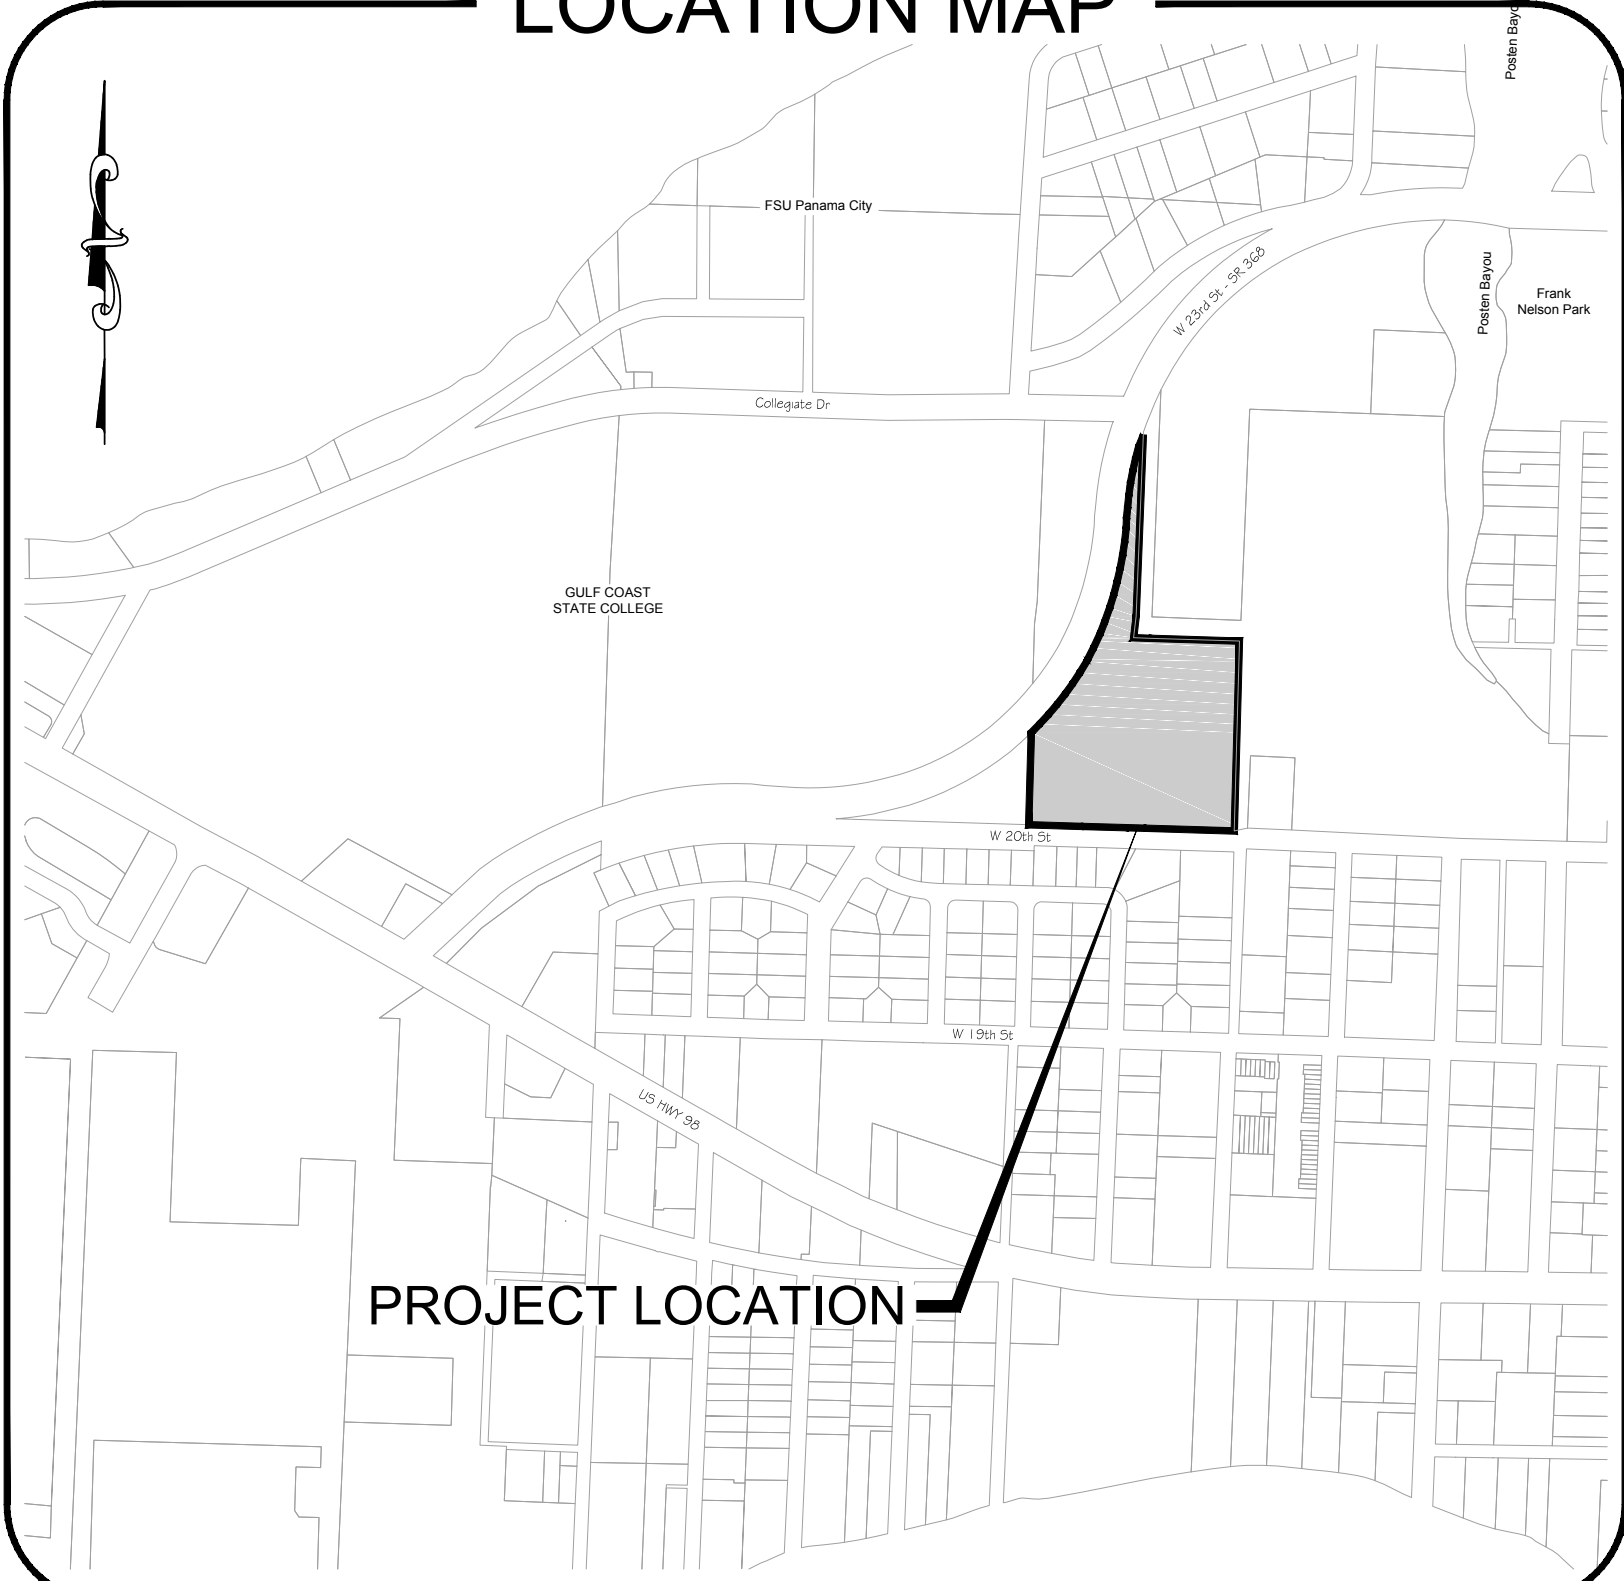 LOCATION MAP
Posten Bayo
FSU Panama City
W 23rd St - SR 368
Posten Bayou
Frank
Nelson Park
Collegiate Dr
GULF COAST
STATE COLLEGE
W 20th St
W 19th St
US HWY 98
PROJECT LOCATION